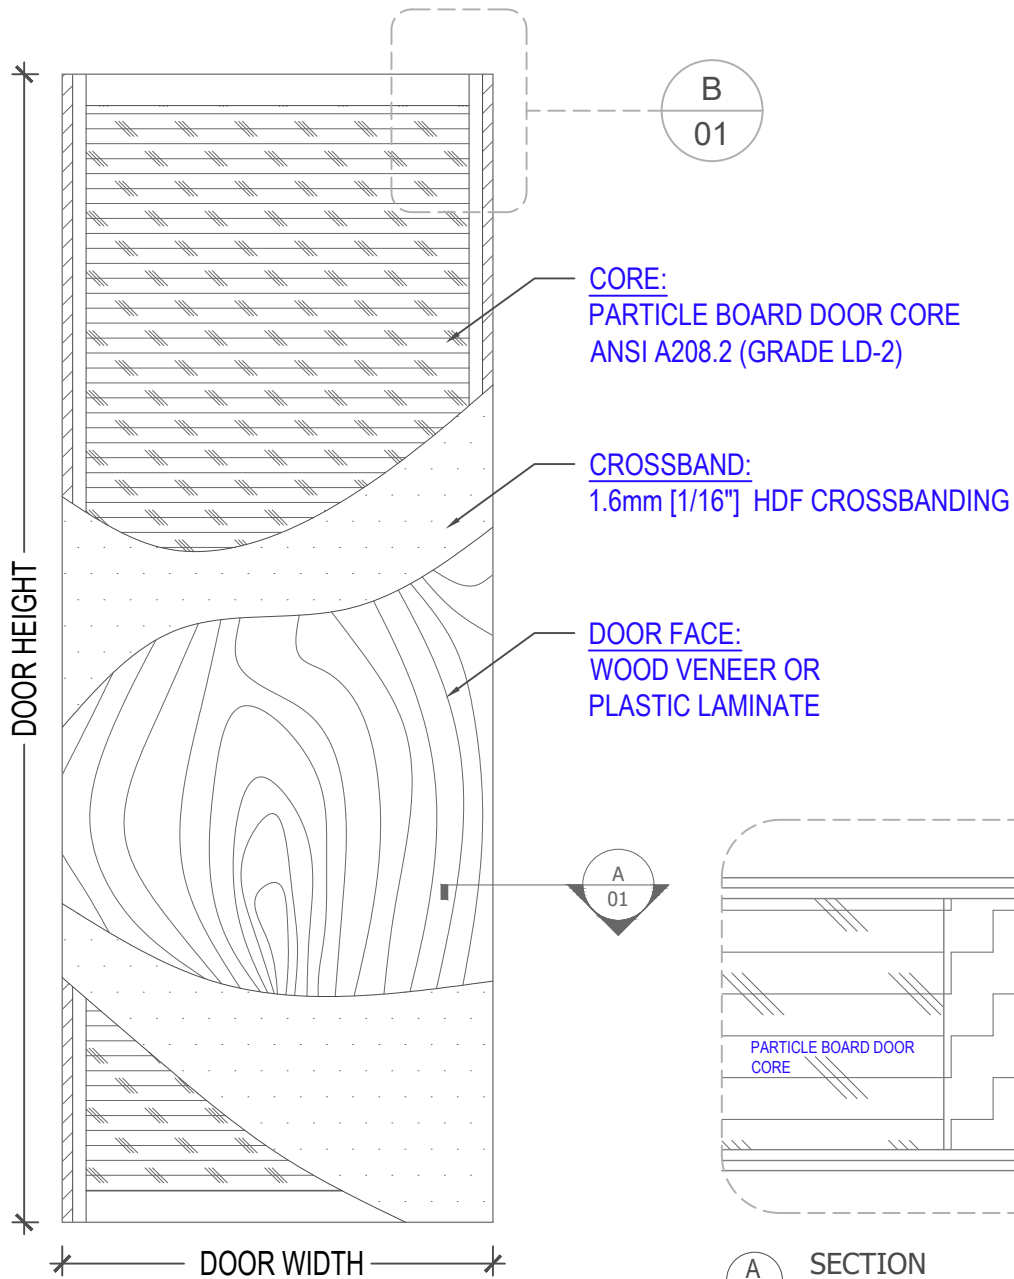 B
01
CORE:
PARTICLE BOARD DOOR CORE
ANSI A208.2 (GRADE LD-2)
CROSSBAND:
1.6mm [1/16"] HDF CROSSBANDING
DOOR HEIGHT
DOOR FACE:
WOOD VENEER OR
PLASTIC LAMINATE
A
01
PARTICLE BOARD DOOR
CORE
DOOR WIDTH
A
SECTION